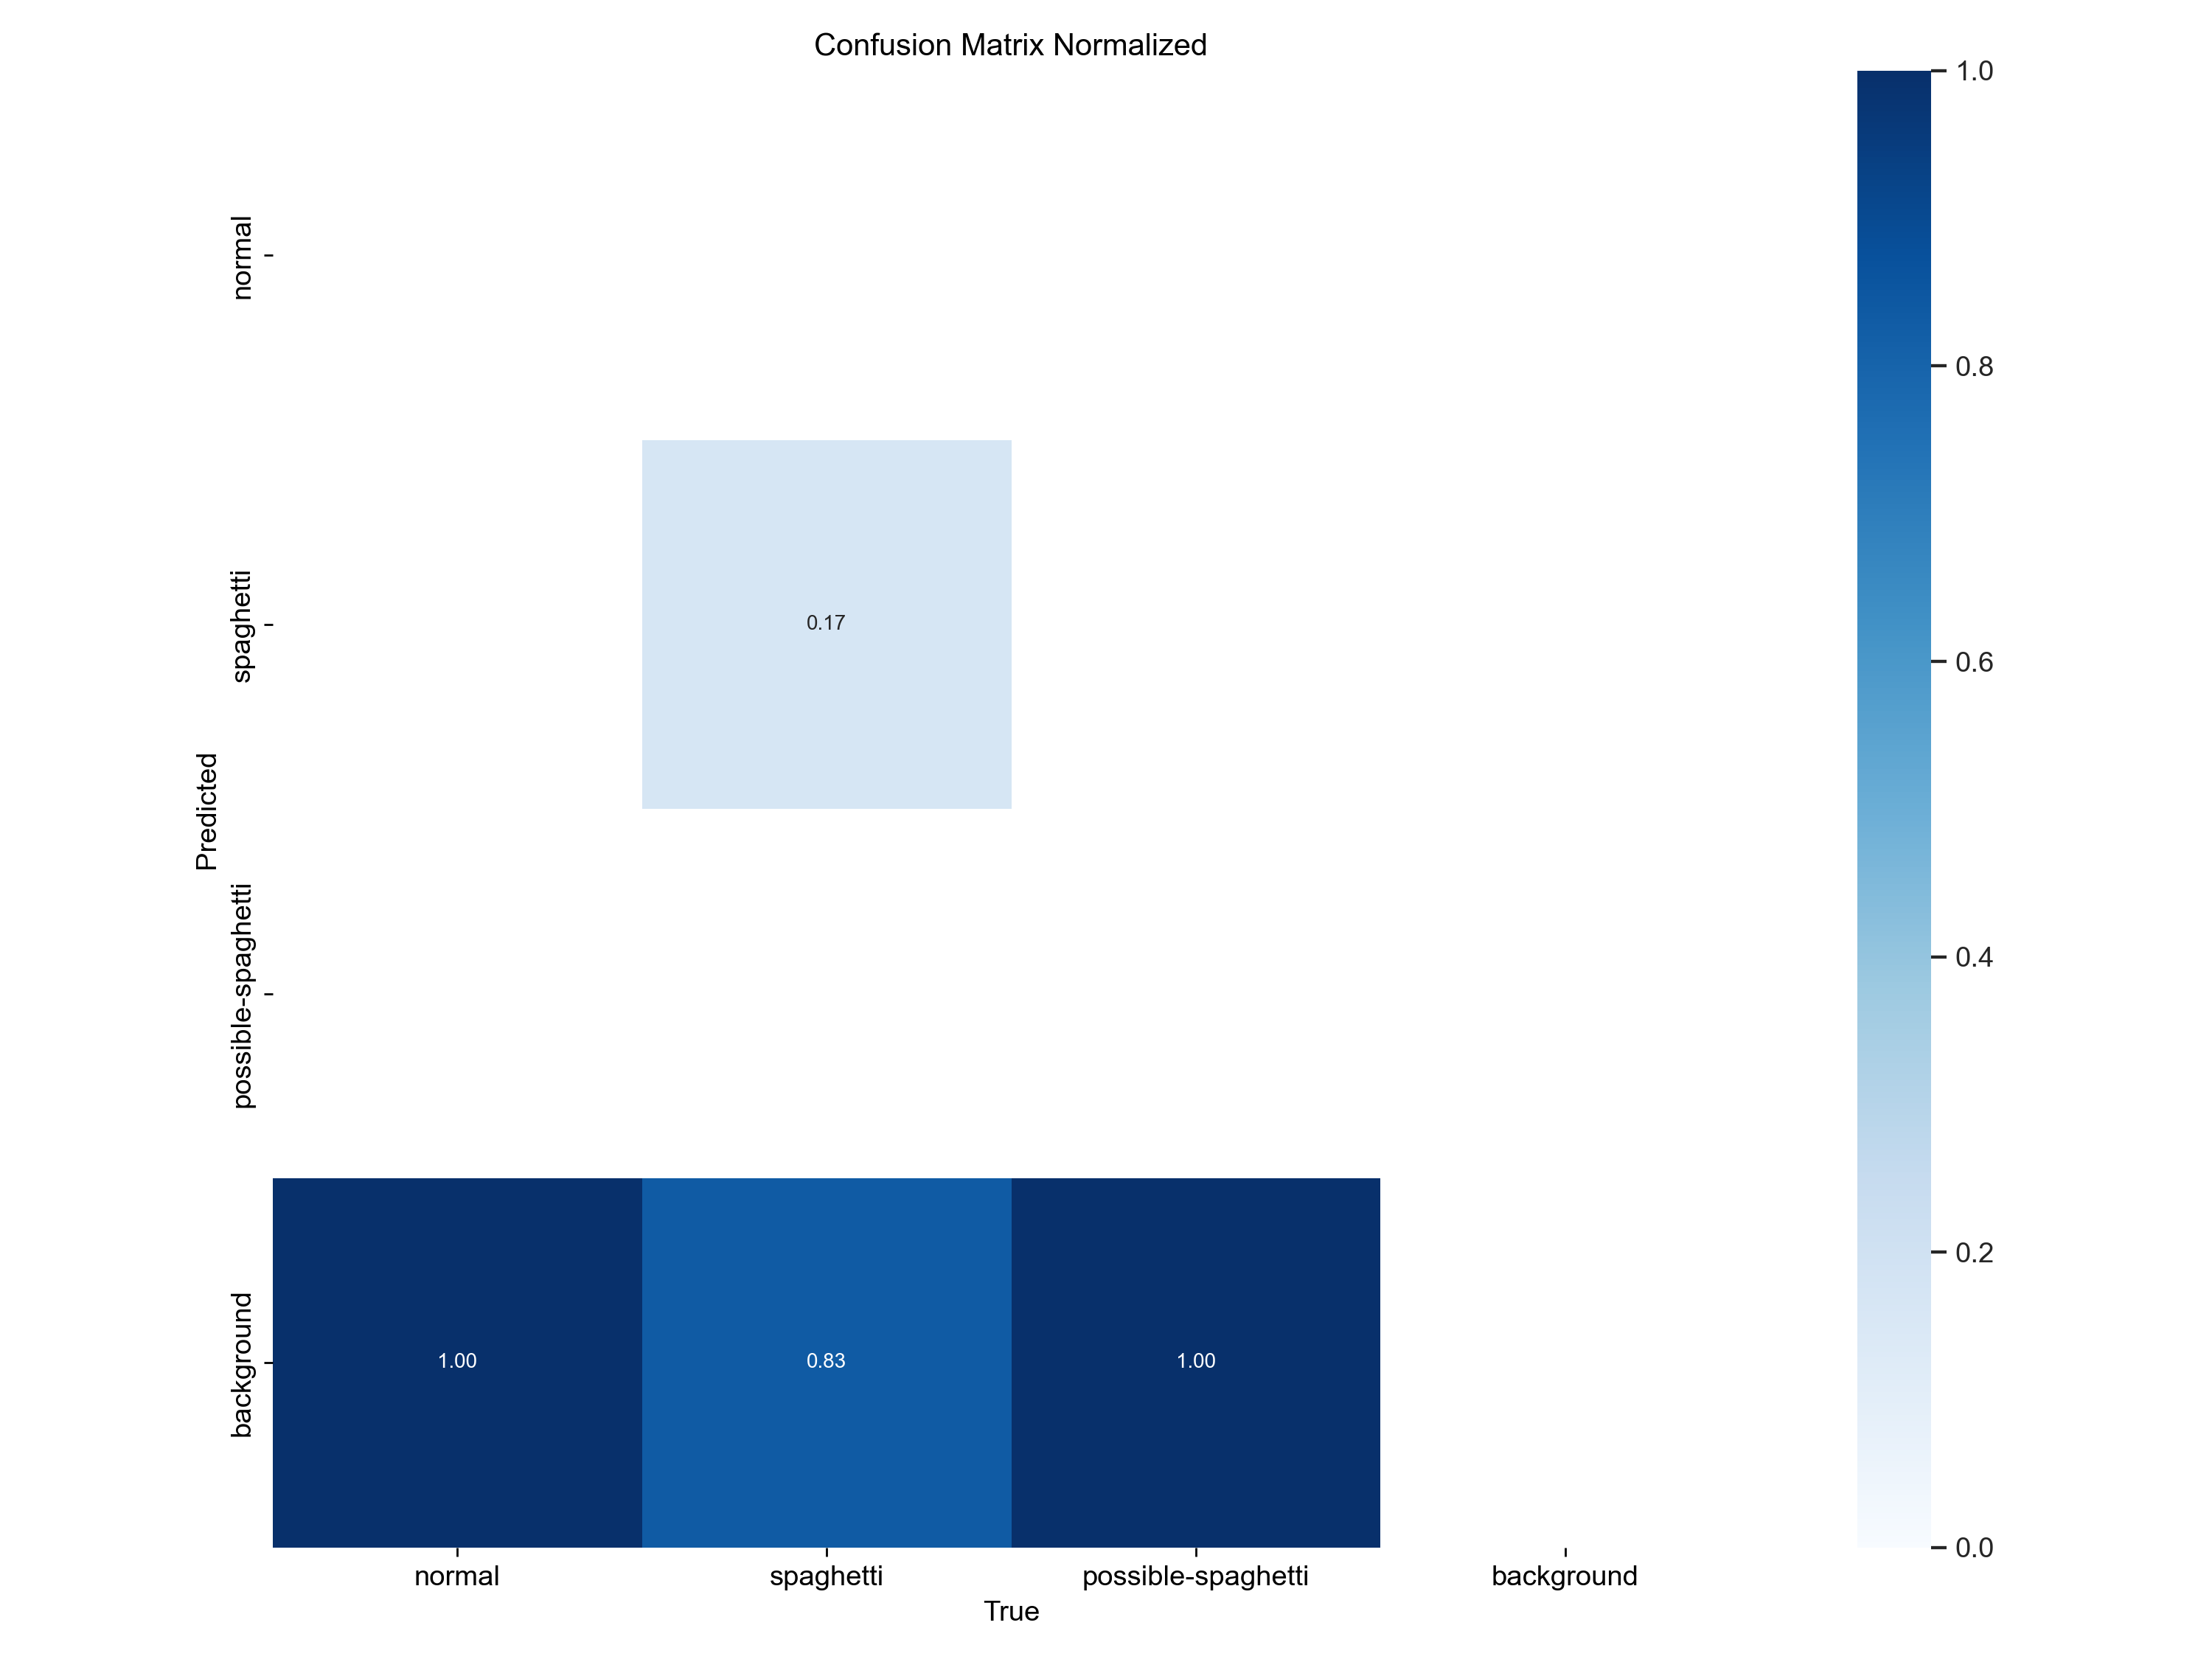 Confusion Matrix Normalized
normal
spaghetti
possible-spaghetti
background
Predicted
0.17
1.00
0.83
1.00
normal
spaghetti
possible-spaghetti
background
True
1.0
0.8
0.6
0.4
0.2
0.0